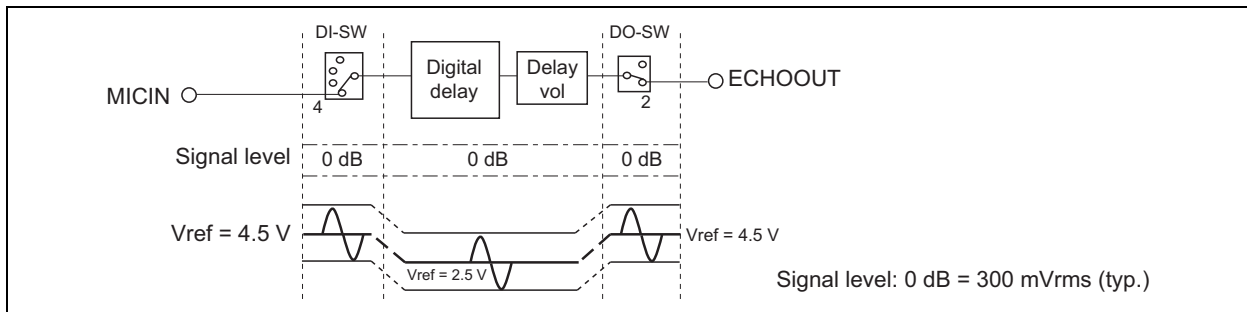 DI-SW
DO-SW
Digital
delay
Delay
vol
MICIN
4
2
ECHOOUT
Signal level
0 dB
0 dB
0 dB
Vref = 4.5 V
Vref = 2.5 V
Vref = 4.5 V
Signal level: 0 dB = 300 mVrms (typ.)